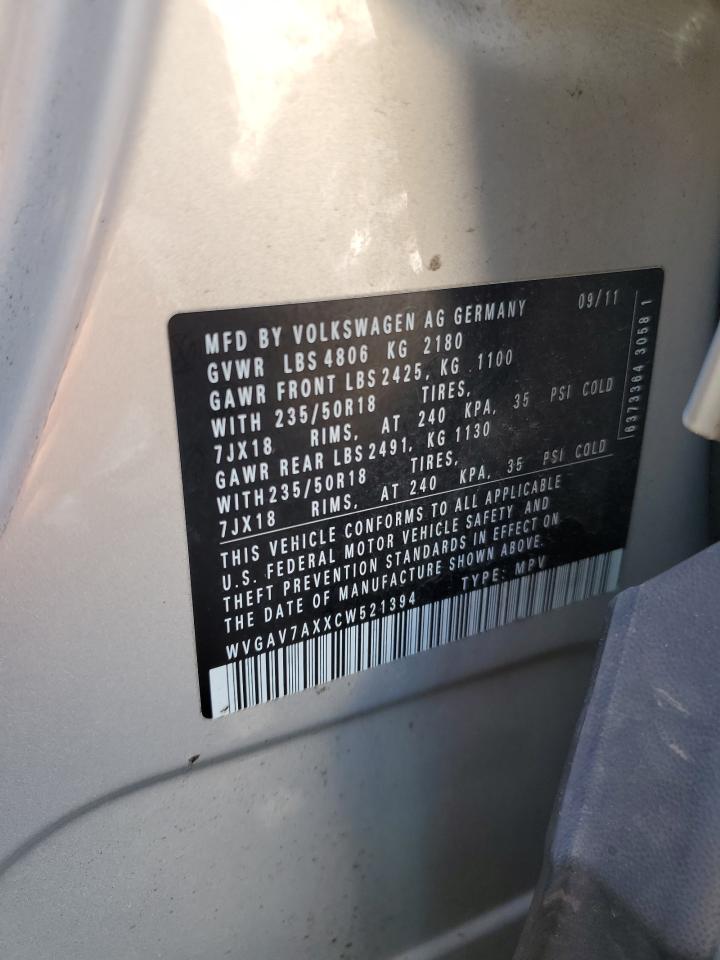 MFD BY VOLKSWAGEN AG GERMANY 09/11
GVWR LBS 4806 KG 2180
GAWR FRONT LBS 2425, KG 1100
WITH 235/50R18 TIRES,
7JX18 RIMS, AT 240 KPA, 35 PSI COLD
GAWR REAR LBS 2491, KG 1130
WITH 235/50R18 TIRES,
7JX18 RIMS, AT 240 KPA, 35 PSI COLD
THIS VEHICLE CONFORMS TO ALL APPLICABLE
U.S. FEDERAL MOTOR VEHICLE SAFETY AND
THEFT PREVENTION STANDARDS IN EFFECT ON
THE DATE OF MANUFACTURE SHOWN ABOVE.
WVGAV7AXXCW521394 TYPE: MPV
6373364 3058 1